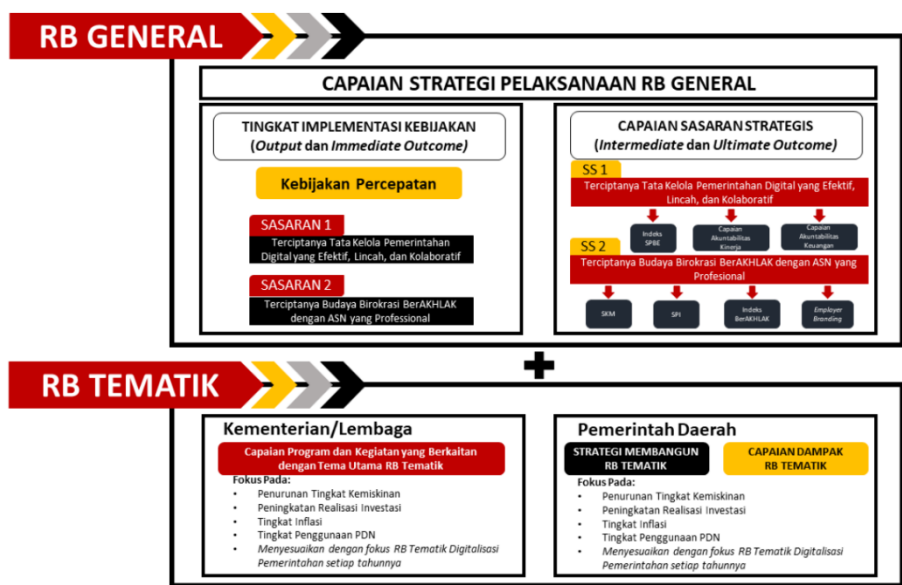 RB GENERAL
CAPAIAN STRATEGI PELAKSANAAN RB GENERAL
TINGKAT IMPLEMENTASI KEBIJAKAN
(Output dan Immediate Outcome)
Kebijakan Percepatan
SASARAN 1
Terciptanya Tata Kelola Pemerintahan
Digital yang Efektif, Lincah, dan Kolaboratif
SASARAN 2
Terciptanya Budaya Birokrasi BerAKHLAK
dengan ASN yang Professional
CAPAIAN SASARAN STRATEGIS
(Intermediate dan Ultimate Outcome)
SS 1
Terciptanya Tata Kelola Pemerintahan Digital yang Efektif,
Lincah, dan Kolaboratif
Indeks
SPBE
Capaian
Akuntabilitas
Kinerja
Capaian
Akuntabilitas
Keuangan
SS 2
Terciptanya Budaya Birokrasi BerAKHLAK dengan ASN yang
Profesional
SKM
SPI
Indeks
BerAKHLAK
Employer
Branding
+
RB TEMATIK
Kementerian/Lembaga
Capaian Program dan Kegiatan yang Berkaitan
dengan Tema Utama RB Tematik
Fokus Pada:
• Penurunan Tingkat Kemiskinan
• Peningkatan Realisasi Investasi
• Tingkat Inflasi
• Tingkat Penggunaan PDN
• Menyesuaikan dengan fokus RB Tematik Digitalisasi
Pemerintahan setiap tahunnya
Pemerintah Daerah
STRATEGI MEMBANGUN
RB TEMATIK
CAPAIAN DAMPAK
RB TEMATIK
Fokus Pada:
• Penurunan Tingkat Kemiskinan
• Peningkatan Realisasi Investasi
• Tingkat Inflasi
• Tingkat Penggunaan PDN
• Menyesuaikan dengan fokus RB Tematik Digitalisasi
Pemerintahan setiap tahunnya